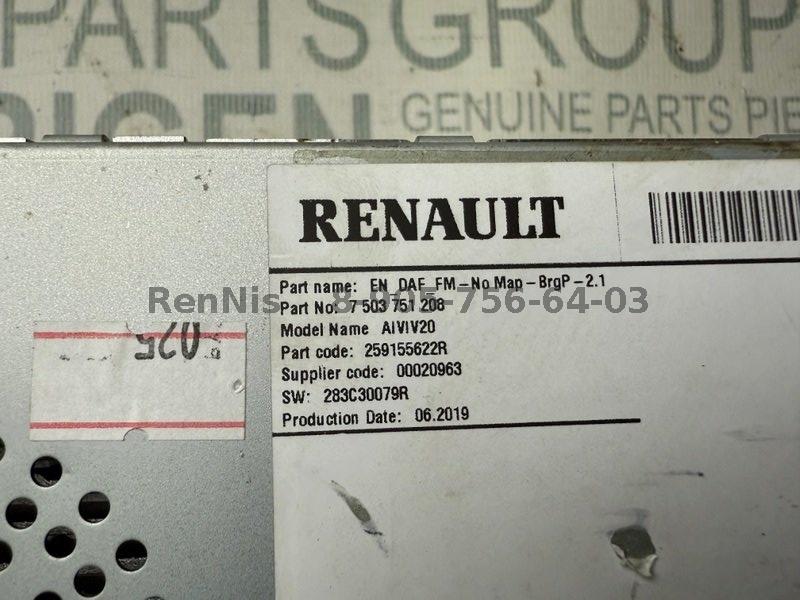 PARTSGROUP
GENUINE PARTS PIE
RENAULT
Part name: EN_DAF_FM-No Map-BrgP-2.1
RenNis 8-905-756-64-03
Part No: 7 503 751 208
Model Name AIVIV20
025
Part code: 259155622R
Supplier code: 00020963
SW: 283C30079R
Production Date: 06.2019